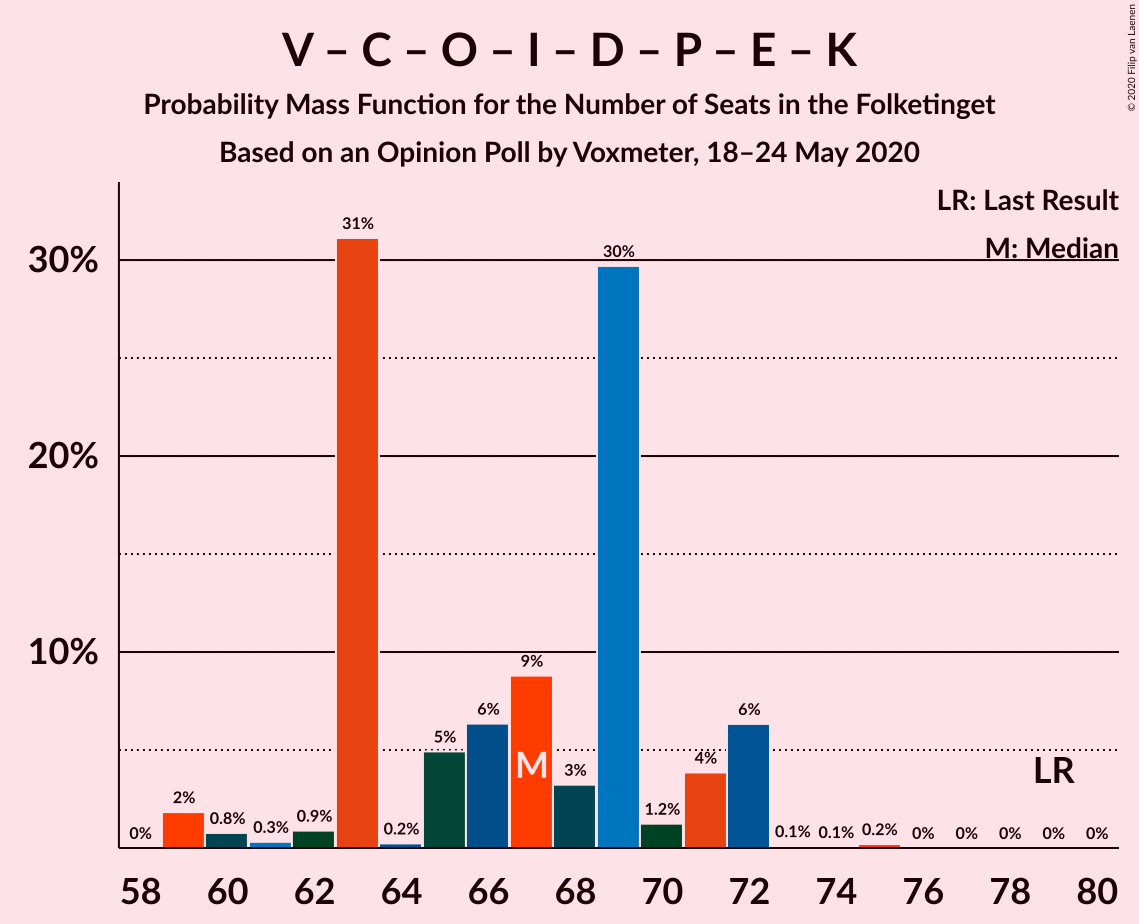 V – C – O – I – D – P – E – K
Probability Mass Function for the Number of Seats in the Folketinget
Based on an Opinion Poll by Voxmeter, 18–24 May 2020
© 2020 Filip van Laenen
LR: Last Result
M: Median
30%
20%
10%
0%
2%
0.8%
0.3%
0.9%
31%
0.2%
5%
6%
9%
3%
30%
1.2%
4%
6%
0.1%
0.1%
0.2%
0%
0%
0%
0%
0%
M
LR
58 60 62 64 66 68 70 72 74 76 78 80